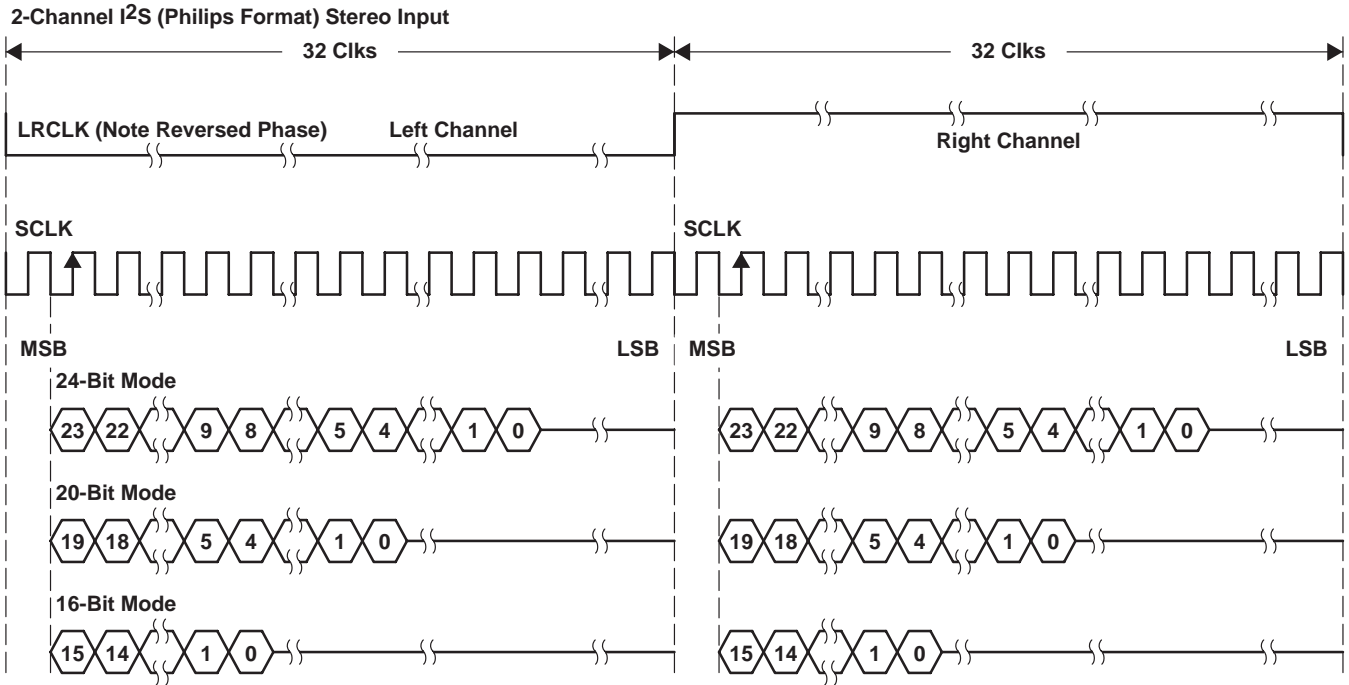 2-Channel I2S (Philips Format) Stereo Input
32 Clks 32 Clks
LRCLK (Note Reversed Phase) Left Channel
Right Channel
SCLK SCLK
MSB LSB MSB LSB
24-Bit Mode
23 22 9 8 5 4 1 0 23 22 9 8 5 4 1 0
20-Bit Mode
19 18 5 4 1 0 19 18 5 4 1 0
16-Bit Mode
15 14 1 0 15 14 1 0